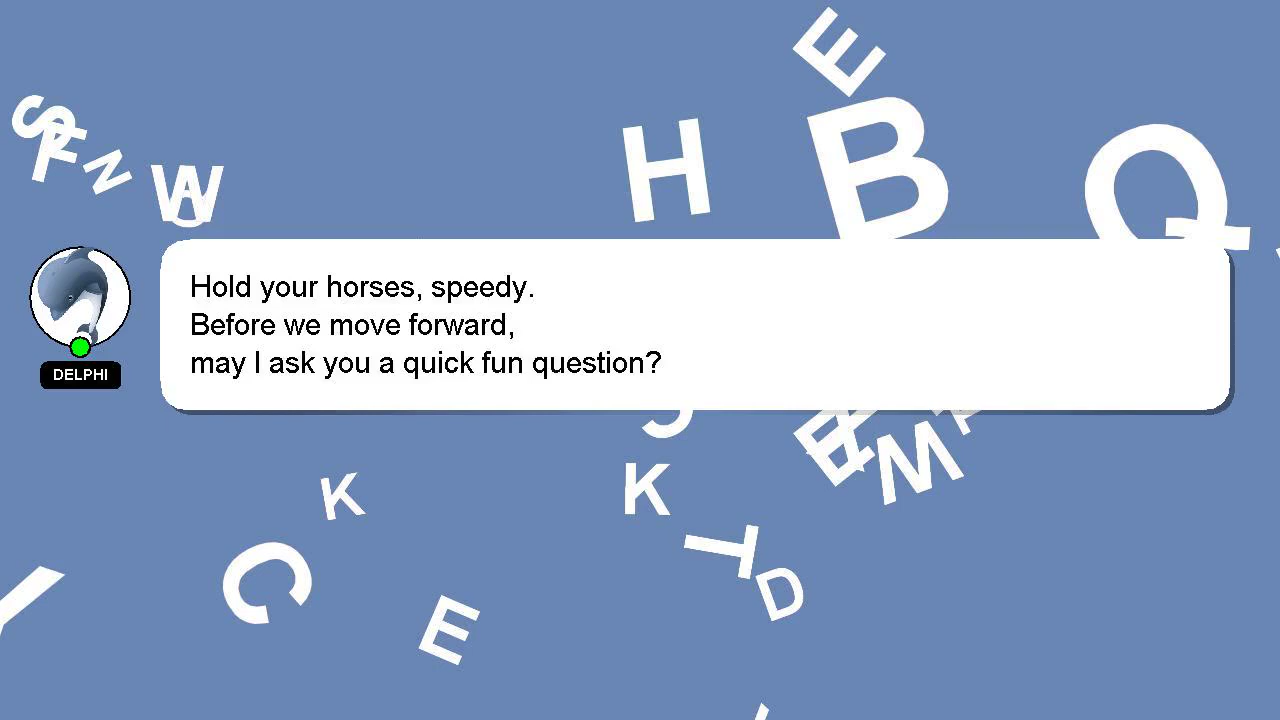 E
S
F
N
W
A
H
B
Q
Hold your horses, speedy.
Before we move forward,
may I ask you a quick fun question?
DELPHI
E
M
K
K
C
E
D